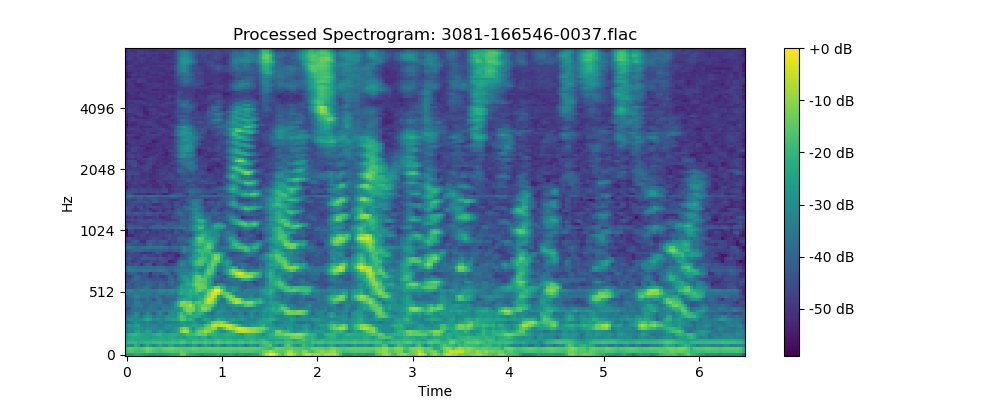 Processed Spectrogram: 3081-166546-0037.flac
Hz
4096
2048
1024
512
0
0 1 2 3 4 5 6
Time
+0 dB
-10 dB
-20 dB
-30 dB
-40 dB
-50 dB